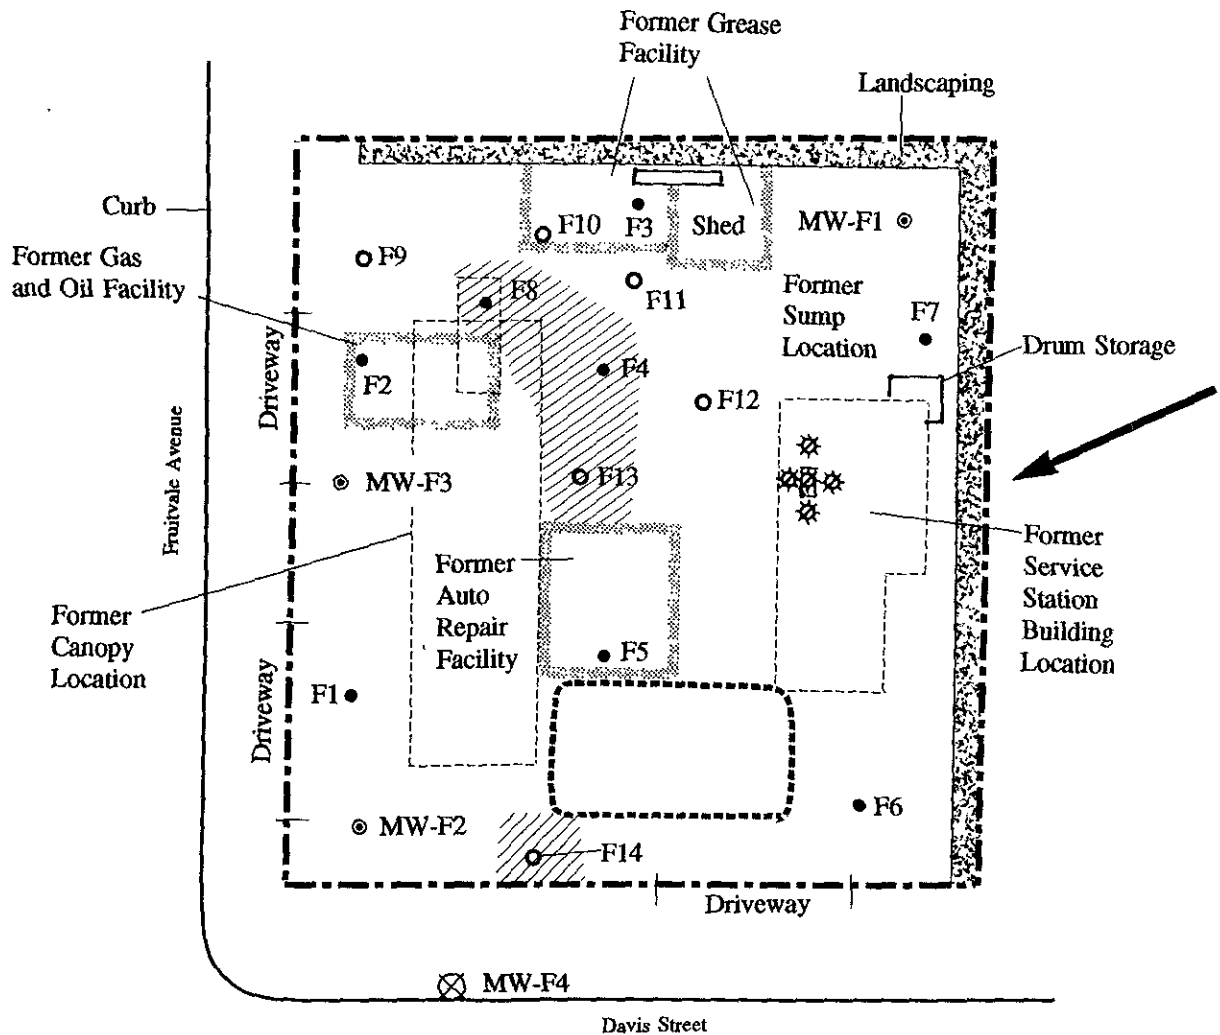 Former Grease
Facility
Landscaping
Curb
F10
F3
Shed
MW-F1
F9
Former Gas
and Oil Facility
F8
F11
Former
Sump
Location
F7
Drum Storage
Driveway
F2
F4
F12
Fruitvale Avenue
MW-F3
F13
Former
Auto
Repair
Facility
Former
Service
Station
Building
Location
Former
Canopy
Location
F5
Driveway
F1
F6
MW-F2
F14
Driveway
MW-F4
Davis Street